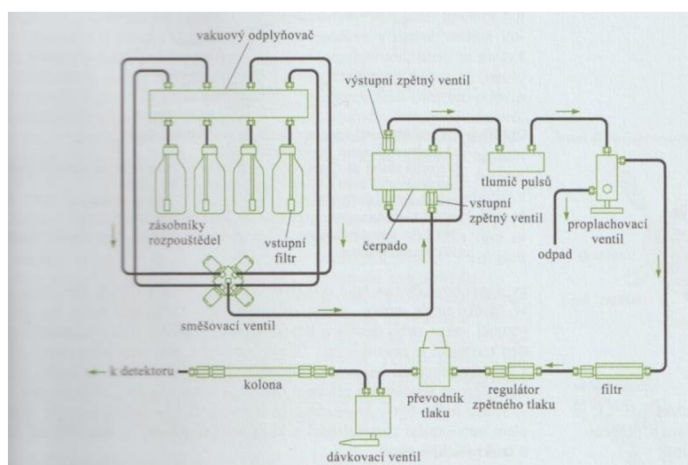 vakuový odplyňovač
výstupní zpětný ventil
tlumič pulsů
vstupní
zpětný ventil
proplachovací
ventil
zásobníky
rozpouštědel
vstupní
filtr
čerpadlo
odpad
směšovací ventil
k detektoru
kolona
převodník
tlaku
regulátor
zpětného tlaku
filtr
dávkovací ventil